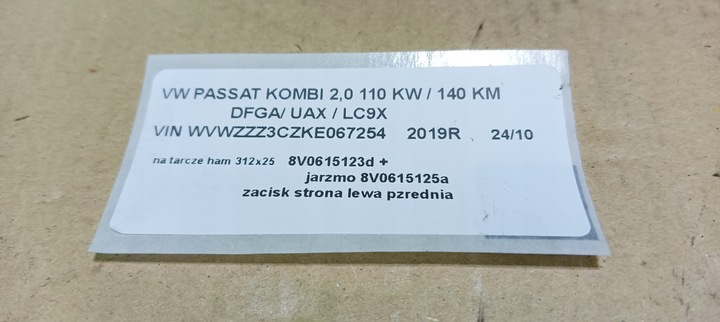 VW PASSAT KOMBI 2,0 110 KW / 140 KM
DFGA/ UAX / LC9X
VIN WVWZZZ3CZKE067254 2019R 24/10
na tarcze ham 312x25 8V0615123d +
jarzmo 8V0615125a
zacisk strona lewa pzrednia